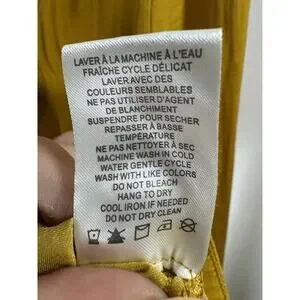 LAVER À LA MACHINE À L'EAU
FRAÎCHE CYCLE DÉLICAT
LAVER AVEC DES
COULEURS SEMBLABLES
NE PAS UTILISER D'AGENT
DE BLANCHIMENT
SUSPENDRE POUR SÉCHER
REPASSER À BASSE
TEMPÉRATURE
NE PAS NETTOYER À SEC
MACHINE WASH IN COLD
WATER GENTLE CYCLE
WASH WITH LIKE COLORS
DO NOT BLEACH
HANG TO DRY
COOL IRON IF NEEDED
DO NOT DRY CLEAN